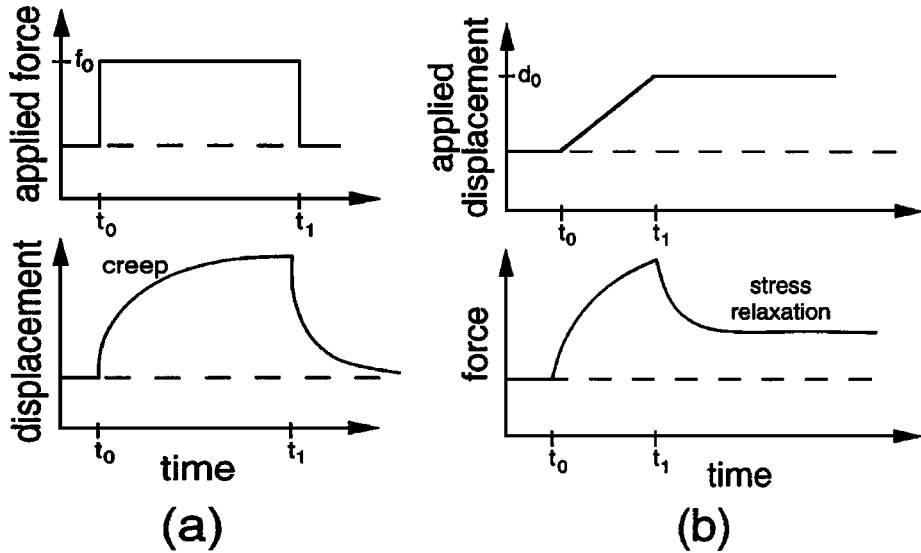 applied force
f₀
t₀
t₁
displacement
creep
t₀
t₁
time
(a)
applied
displacement
d₀
t₀
t₁
force
stress
relaxation
t₀
t₁
time
(b)